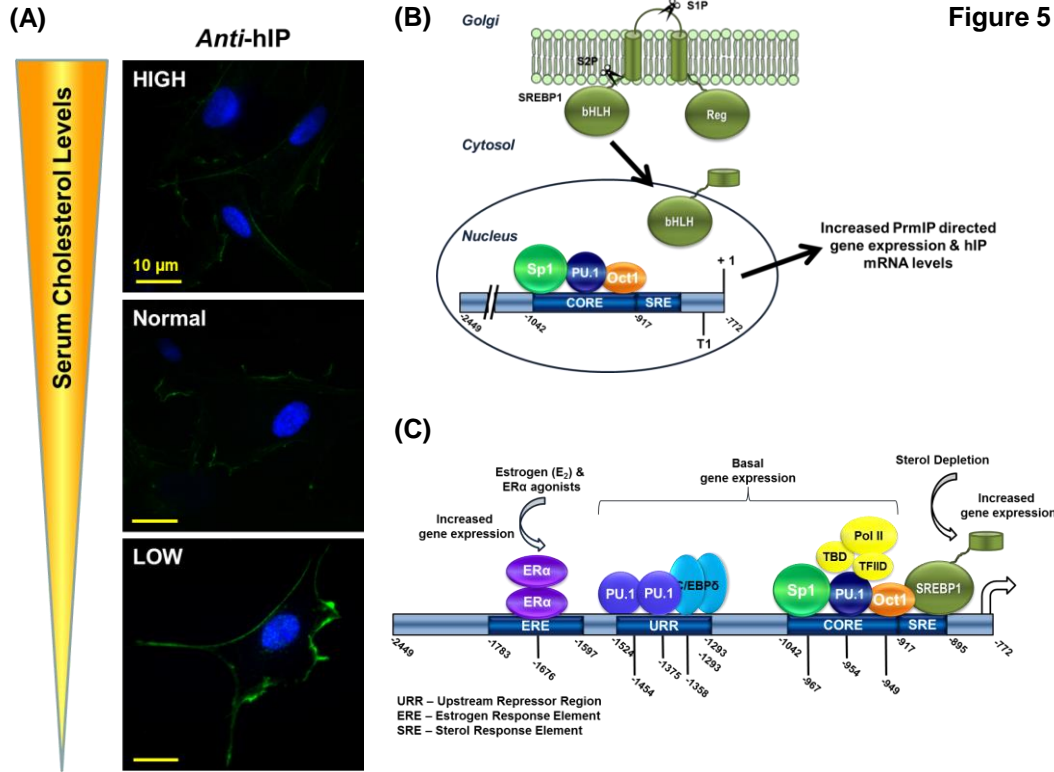 Figure 5
(A)
Anti-hIP
Serum Cholesterol Levels
HIGH
10 µm
Normal
LOW
(B)
Golgi
S1P
S2P
SREBP1
bHLH
Reg
Cytosol
bHLH
Nucleus
Sp1
PU.1
Oct1
+ 1
CORE
SRE
-2449
-1042
-917
-772
T1
Increased PrmIP directed
gene expression & hIP
mRNA levels
(C)
Estrogen (E₂) &
ERα agonists
Increased
gene expression
Basal
gene expression
Sterol Depletion
Increased
gene expression
ERα
ERα
PU.1
PU.1
C/EBPδ
Sp1
TBD
Pol II
TFIID
PU.1
Oct1
SREBP1
ERE
URR
CORE
SRE
-2449
-1783
-1676
-1597
-1524
-1454
-1375
-1358
-1293
-1293
-1042
-967
-954
-949
-917
-895
-772
URR – Upstream Repressor Region
ERE – Estrogen Response Element
SRE – Sterol Response Element